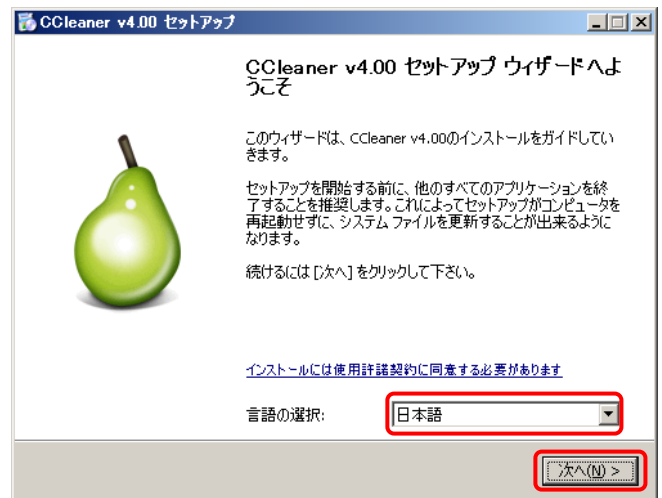 CCleaner v4.00 セットアップ
CCleaner v4.00 セットアップ ウィザードへよ
うこそ
このウィザードは、CCleaner v4.00のインストールをガイドしてい
きます。
セットアップを開始する前に、他のすべてのアプリケーションを終
了することを推奨します。これによってセットアップがコンピュータを
再起動せずに、システム ファイルを更新することが出来るように
なります。
続けるには [次へ] をクリックして下さい。
インストールには使用許諾契約に同意する必要があります
言語の選択: 日本語
次へ(N) >